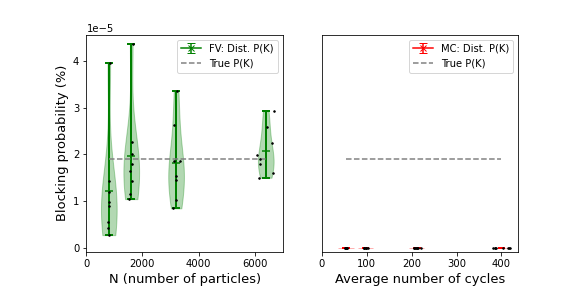 1e−5
FV: Dist. P(K)
True P(K)
MC: Dist. P(K)
True P(K)
Blocking probability (%)
4
3
2
1
0
0 2000 4000 6000
0 100 200 300 400
N (number of particles)
Average number of cycles